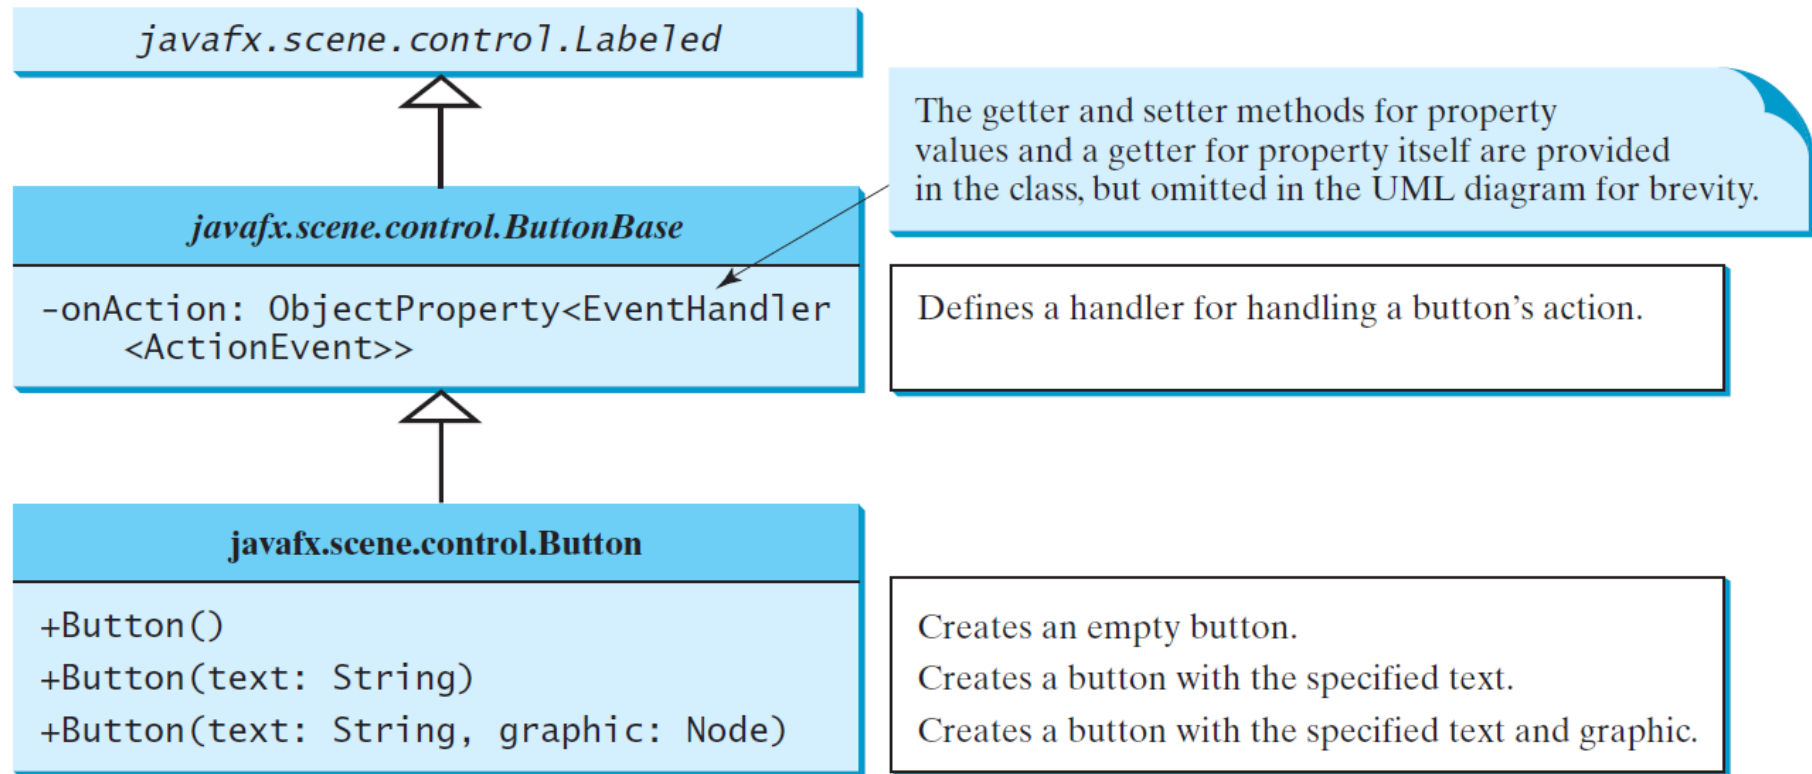 javafx.scene.control.Labeled
The getter and setter methods for property
values and a getter for property itself are provided
in the class, but omitted in the UML diagram for brevity.
javafx.scene.control.ButtonBase
-onAction: ObjectProperty<EventHandler
<ActionEvent>>
Defines a handler for handling a button’s action.
javafx.scene.control.Button
+Button()
+Button(text: String)
+Button(text: String, graphic: Node)
Creates an empty button.
Creates a button with the specified text.
Creates a button with the specified text and graphic.